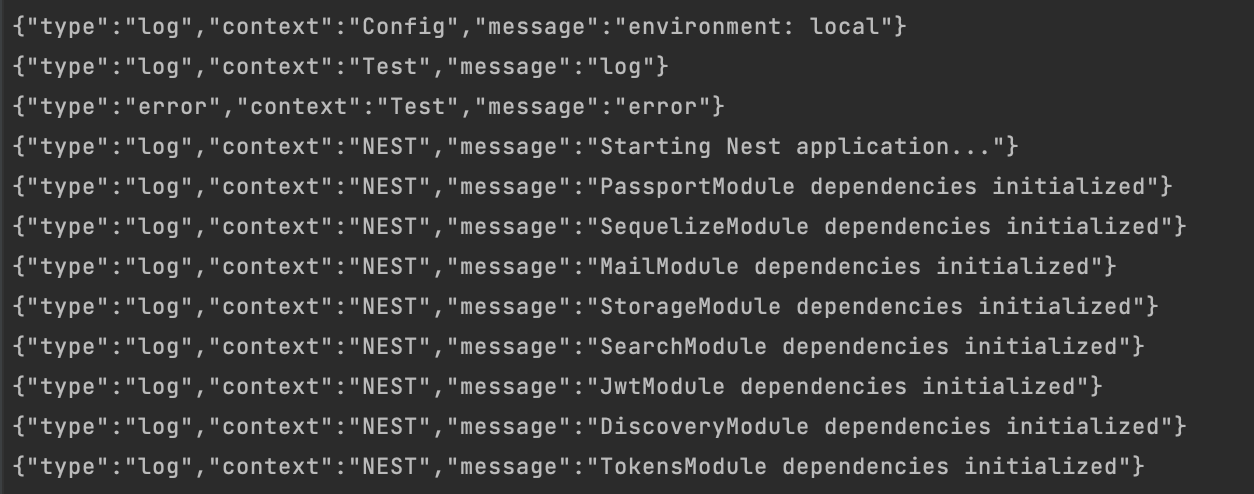 {"type":"log","context":"Config","message":"environment: local"}
{"type":"log","context":"Test","message":"log"}
{"type":"error","context":"Test","message":"error"}
{"type":"log","context":"NEST","message":"Starting Nest application..."}
{"type":"log","context":"NEST","message":"PassportModule dependencies initialized"}
{"type":"log","context":"NEST","message":"SequelizeModule dependencies initialized"}
{"type":"log","context":"NEST","message":"MailModule dependencies initialized"}
{"type":"log","context":"NEST","message":"StorageModule dependencies initialized"}
{"type":"log","context":"NEST","message":"SearchModule dependencies initialized"}
{"type":"log","context":"NEST","message":"JwtModule dependencies initialized"}
{"type":"log","context":"NEST","message":"DiscoveryModule dependencies initialized"}
{"type":"log","context":"NEST","message":"TokensModule dependencies initialized"}